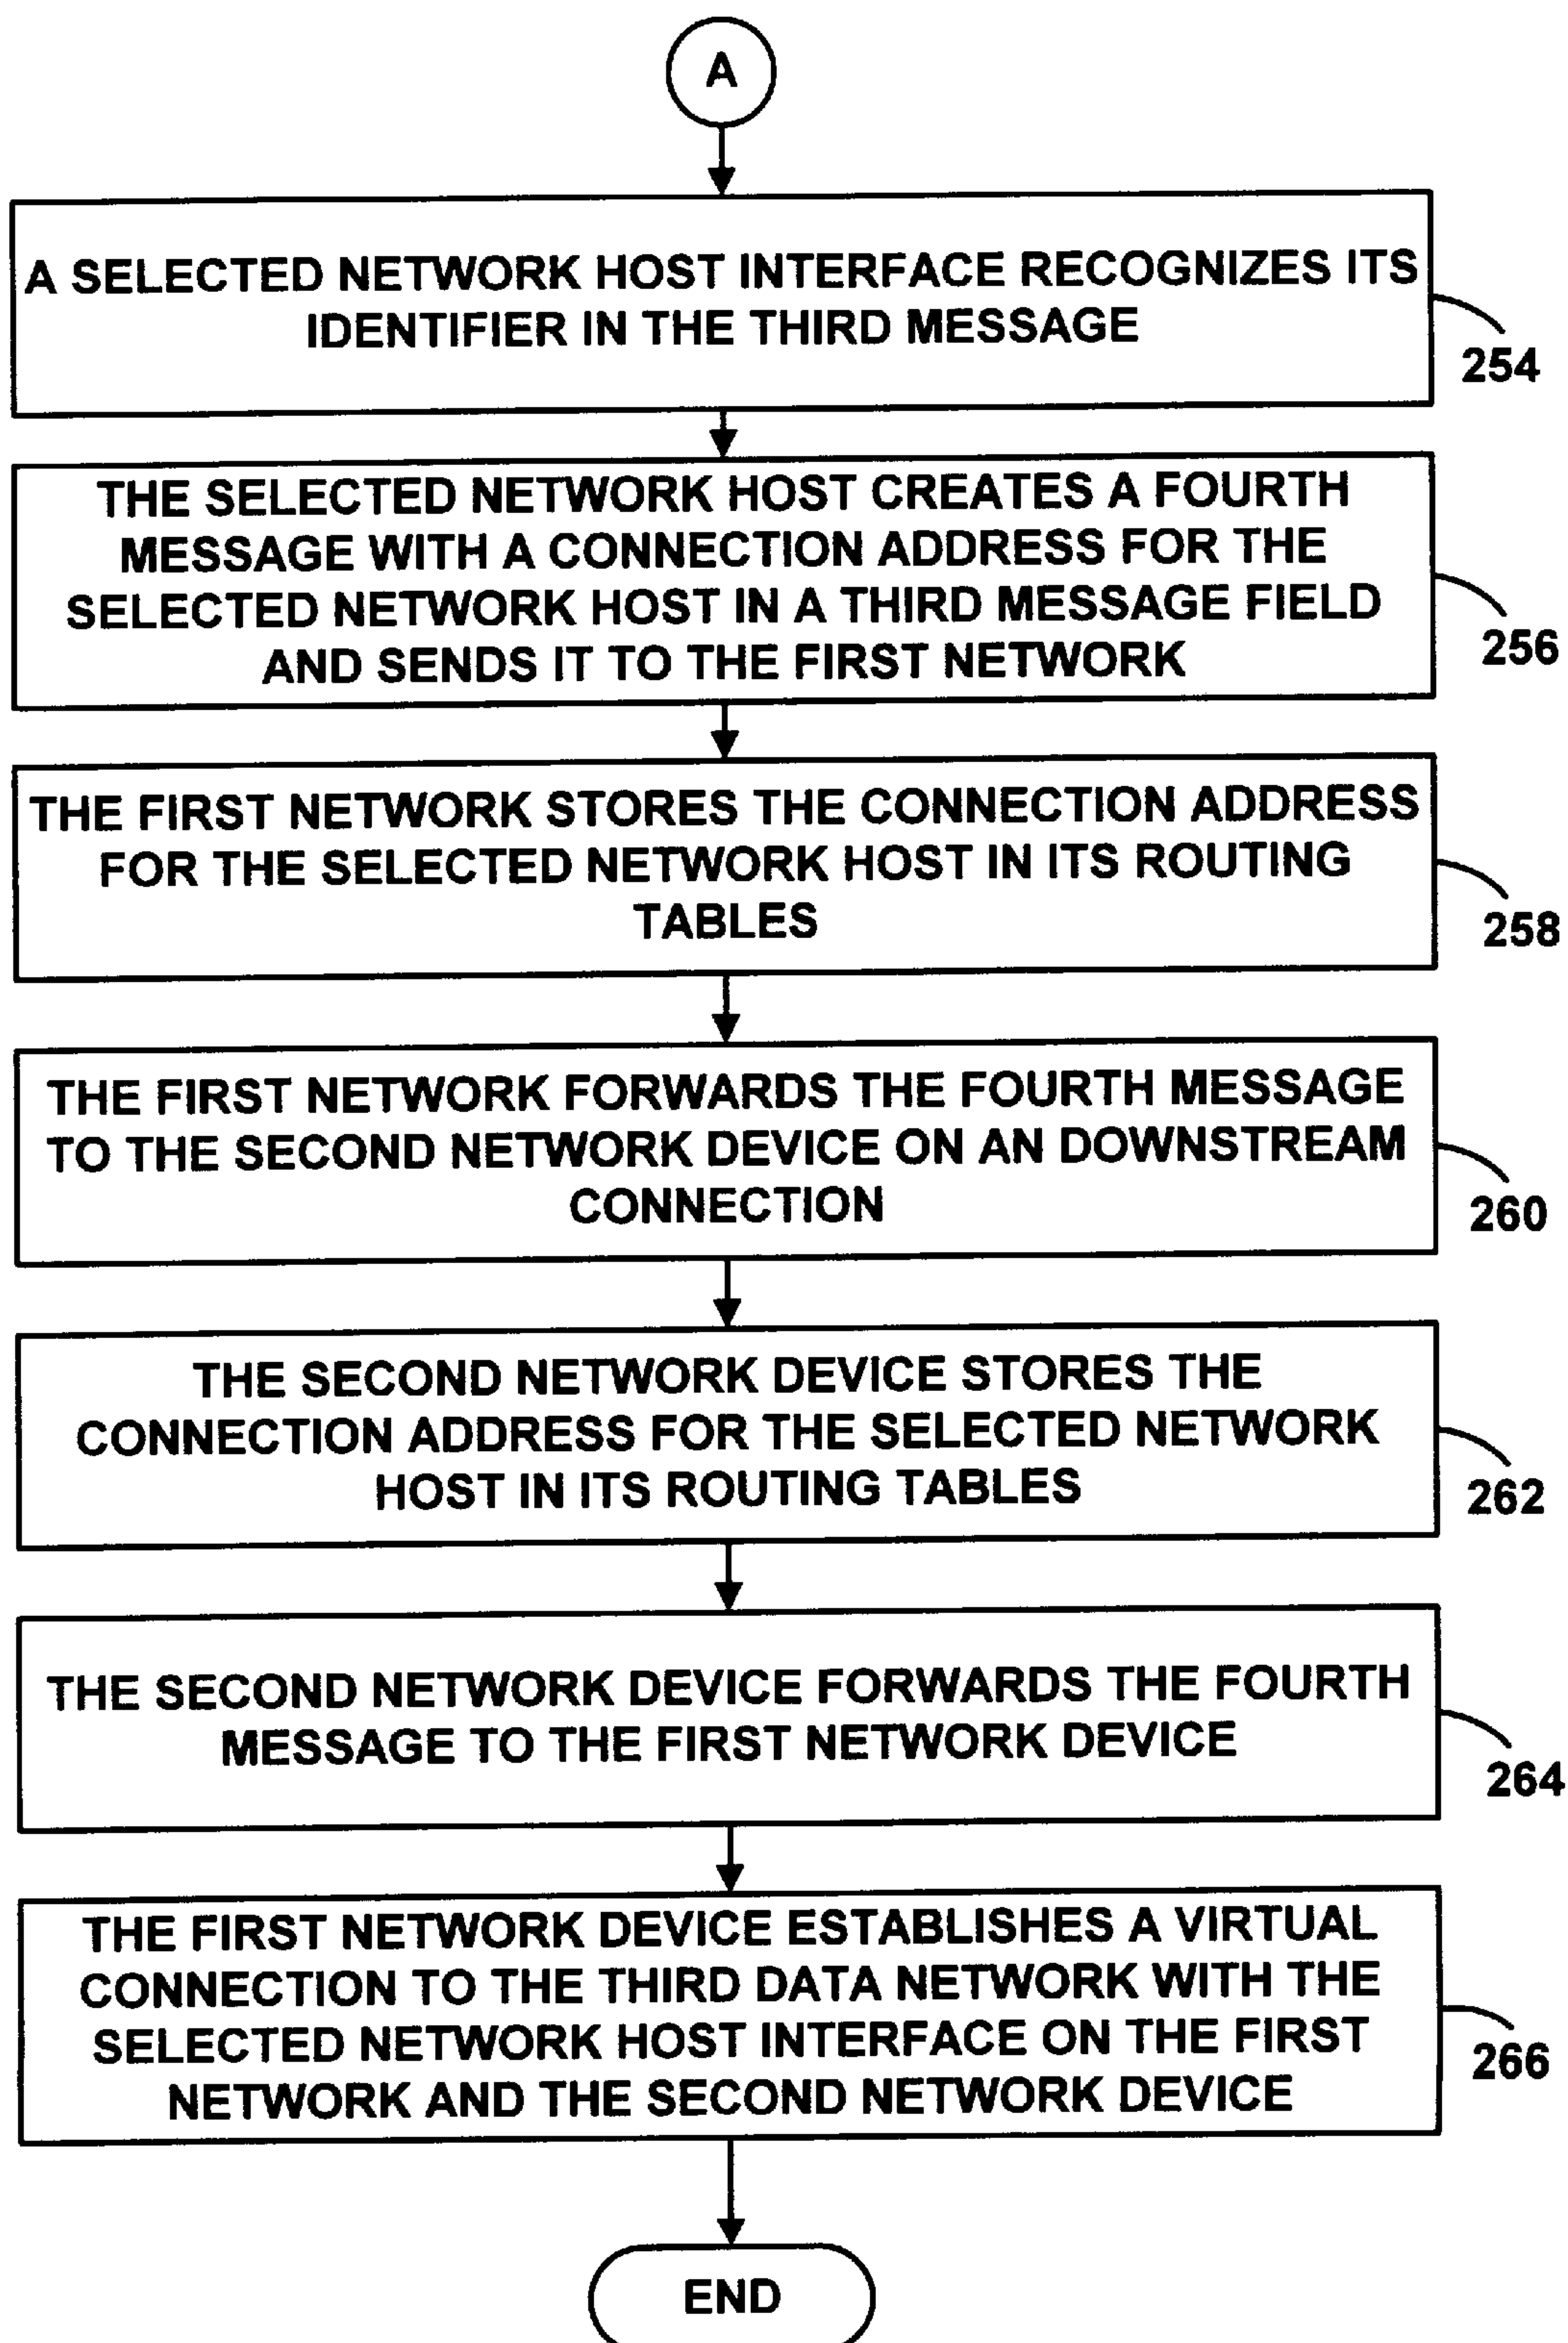 A
A SELECTED NETWORK HOST INTERFACE RECOGNIZES ITS
IDENTIFIER IN THE THIRD MESSAGE
254
THE SELECTED NETWORK HOST CREATES A FOURTH
MESSAGE WITH A CONNECTION ADDRESS FOR THE
SELECTED NETWORK HOST IN A THIRD MESSAGE FIELD
AND SENDS IT TO THE FIRST NETWORK
256
THE FIRST NETWORK STORES THE CONNECTION ADDRESS
FOR THE SELECTED NETWORK HOST IN ITS ROUTING
TABLES
258
THE FIRST NETWORK FORWARDS THE FOURTH MESSAGE
TO THE SECOND NETWORK DEVICE ON AN DOWNSTREAM
CONNECTION
260
THE SECOND NETWORK DEVICE STORES THE
CONNECTION ADDRESS FOR THE SELECTED NETWORK
HOST IN ITS ROUTING TABLES
262
THE SECOND NETWORK DEVICE FORWARDS THE FOURTH
MESSAGE TO THE FIRST NETWORK DEVICE
264
THE FIRST NETWORK DEVICE ESTABLISHES A VIRTUAL
CONNECTION TO THE THIRD DATA NETWORK WITH THE
SELECTED NETWORK HOST INTERFACE ON THE FIRST
NETWORK AND THE SECOND NETWORK DEVICE
266
END